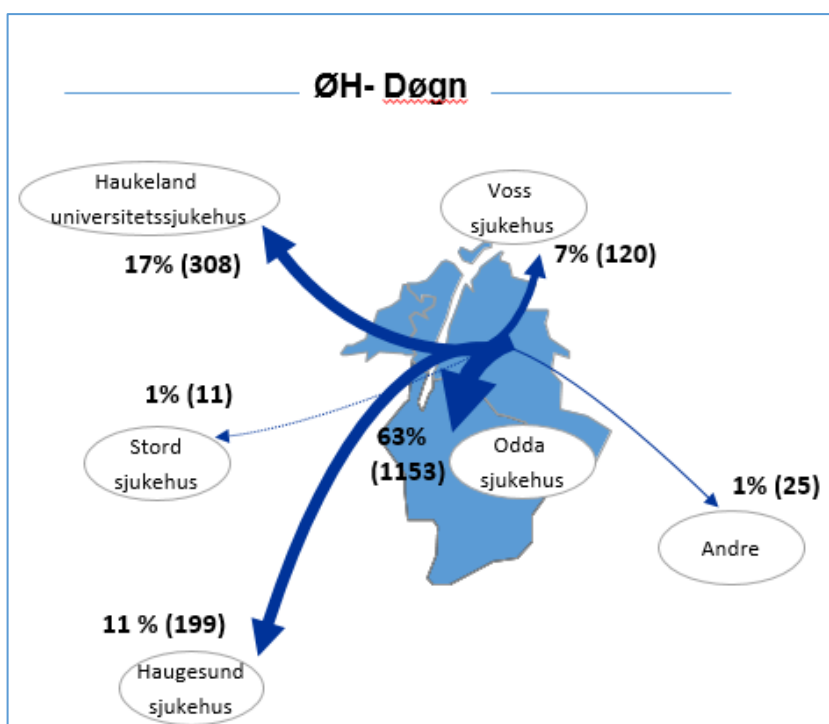 ØH- Døgn
Haukeland
universitetssjukehus
17% (308)
Voss
sjukehus
7% (120)
1% (11)
Stord
sjukehus
63%
(1153)
Odda
sjukehus
1% (25)
Andre
11 % (199)
Haugesund
sjukehus